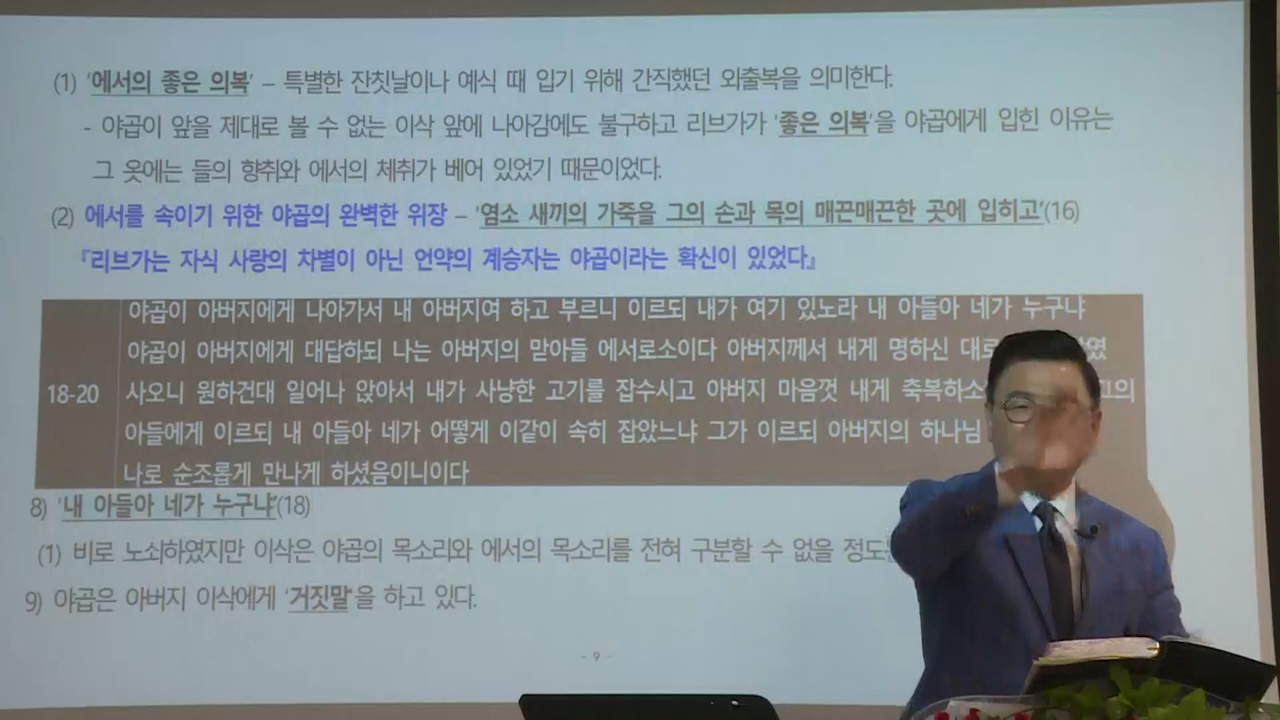 (1) '에서의 좋은 의복' – 특별한 잔칫날이나 예식 때 입기 위해 간직했던 외출복을 의미한다.
- 야곱이 앞을 제대로 볼 수 없는 이삭 앞에 나아감에도 불구하고 리브가가 '좋은 의복'을 야곱에게 입힌 이유는
그 옷에는 들의 향취와 에서의 체취가 베어 있었기 때문이었다.
(2) 에서를 속이기 위한 야곱의 완벽한 위장 – '염소 새끼의 가죽을 그의 손과 목의 매끈매끈한 곳에 입히고'(16)
『리브가는 자식 사랑의 차별이 아닌 언약의 계승자는 야곱이라는 확신이 있었다』
야곱이 아버지에게 나아가서 내 아버지여 하고 부르니 이르되 내가 여기 있노라 내 아들아 네가 누구냐
야곱이 아버지에게 대답하되 나는 아버지의 맏아들 에서로소이다 아버지께서 내게 명하신
18-20 사오니 원하건대 일어나 앉아서 내가 사냥한 고기를 잡수시고 아버지 마음껏 내게 그의
아들에게 이르되 내 아들아 네가 어떻게 이같이 속히 잡았느냐 그가 이르되 아버지의 하나님
나로 순조롭게 만나게 하셨음이니이다
8) '내 아들아 네가 누구냐'(18)
(1) 비로 노쇠하였지만 이삭은 야곱의 목소리와 에서의 목소리를 전혀 구분할 수 없을
9) 야곱은 아버지 이삭에게 '거짓말'을 하고 있다.
- 9 -